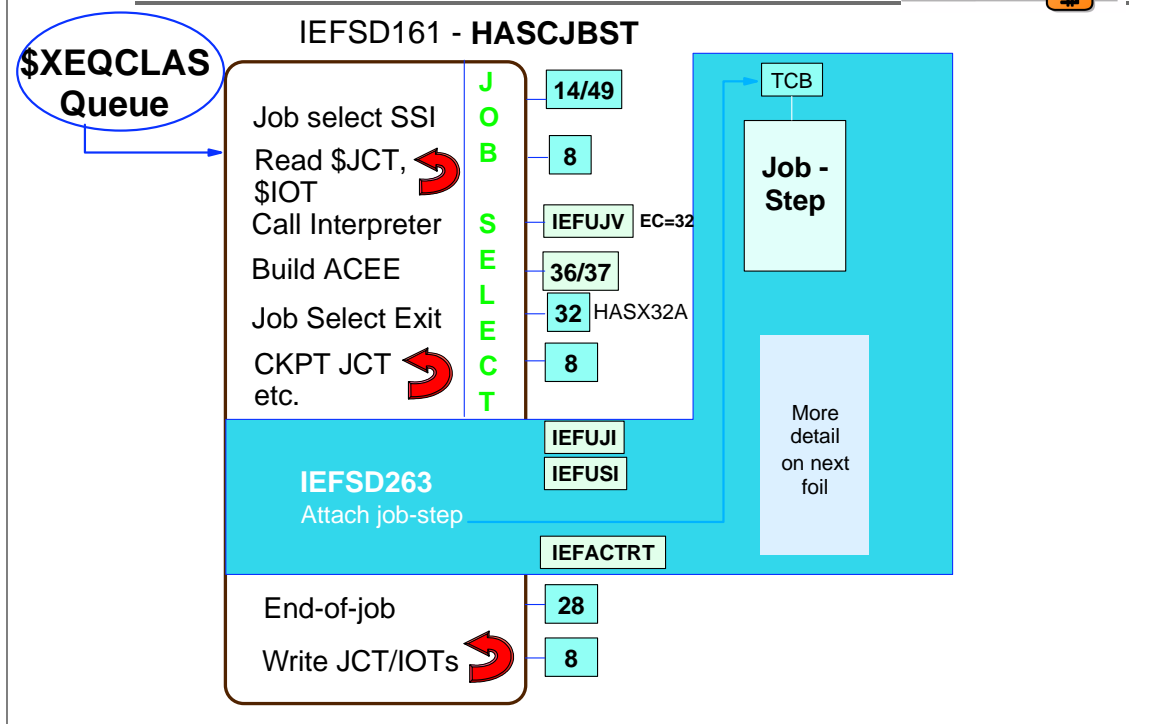 IEFSD161 - HASCJBST
$XEQCLAS
Queue
JOB SELECT
Job select SSI
14/49
Read $JCT,
$IOT
8
Call Interpreter
IEFUJV EC=32
Build ACEE
36/37
Job Select Exit
32 HASX32A
CKPT JCT
etc.
8
TCB
Job -
Step
More
detail
on next
foil
IEFUJI
IEFUSI
IEFSD263
Attach job-step
IEFACTRT
End-of-job
28
Write JCT/IOTs
8